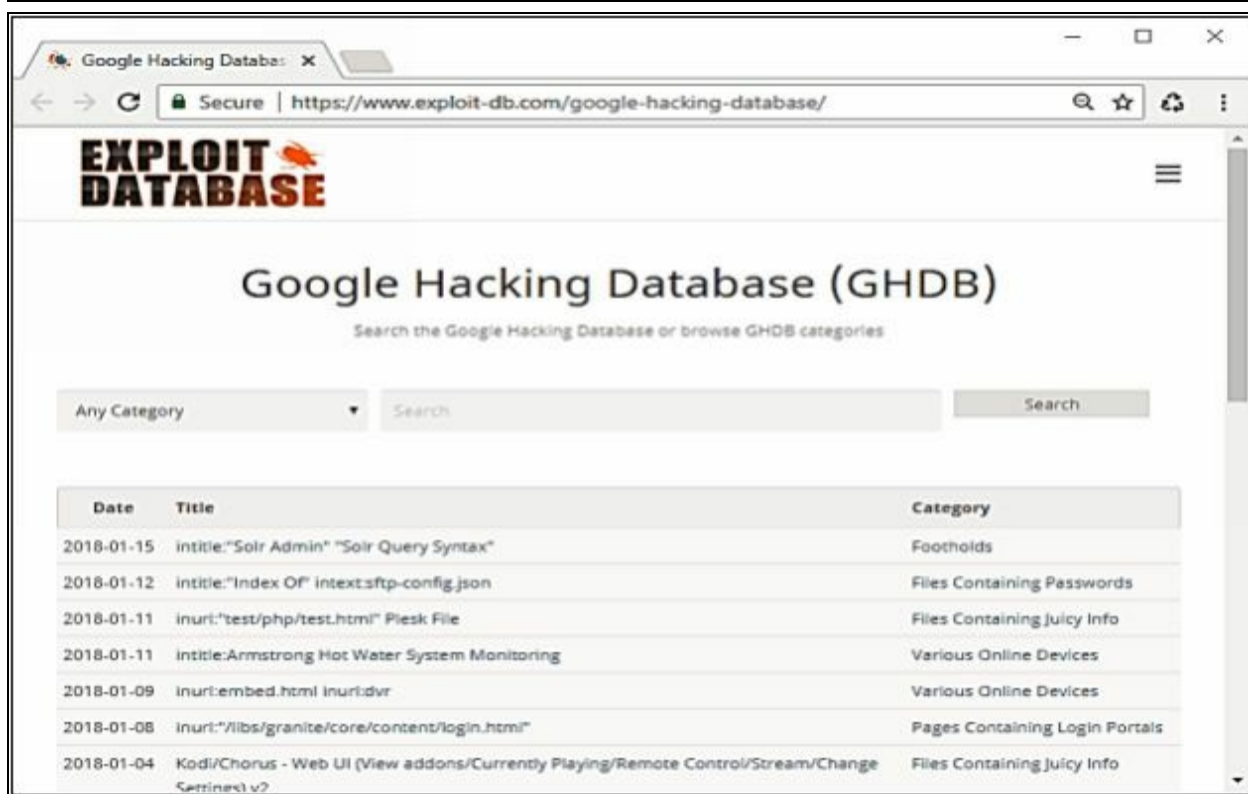 Google Hacking Databas
Secure | https://www.exploit-db.com/google-hacking-database/
EXPLOIT
DATABASE
Google Hacking Database (GHDB)
Search the Google Hacking Database or browse GHDB categories
Any Category Search Search
Date Title Category
2018-01-15 intitle:"Solr Admin" "Solr Query Syntax" Footholds
2018-01-12 intitle:"Index Of" intext:sftp-config.json Files Containing Passwords
2018-01-11 inurl:"test/php/test.html" Plesk File Files Containing Juicy Info
2018-01-11 intitle:Armstrong Hot Water System Monitoring Various Online Devices
2018-01-09 inurl:embed.html inurl:dvr Various Online Devices
2018-01-08 inurl:"/libs/granite/core/content/login.html" Pages Containing Login Portals
2018-01-04 Kodi/Chorus - Web UI (View addons/Currently Playing/Remote Control/Stream/Change Files Containing Juicy Info
Settings) v2